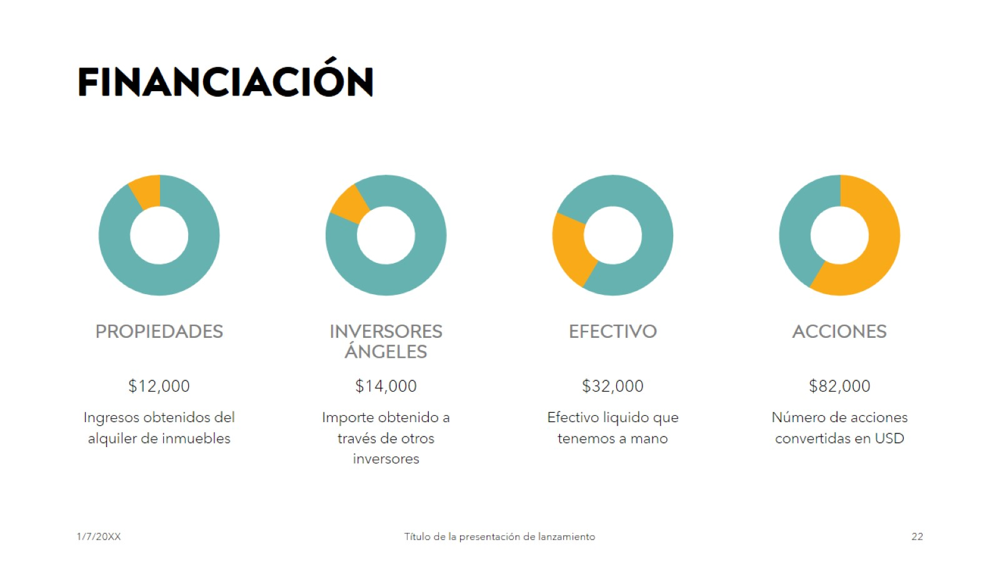 FINANCIACIÓN
PROPIEDADES
$12,000
Ingresos obtenidos del
alquiler de inmuebles
INVERSORES
ÁNGELES
$14,000
Importe obtenido a
través de otros
inversores
EFECTIVO
$32,000
Efectivo liquido que
tenemos a mano
ACCIONES
$82,000
Número de acciones
convertidas en USD
1/7/20XX
Título de la presentación de lanzamiento
22